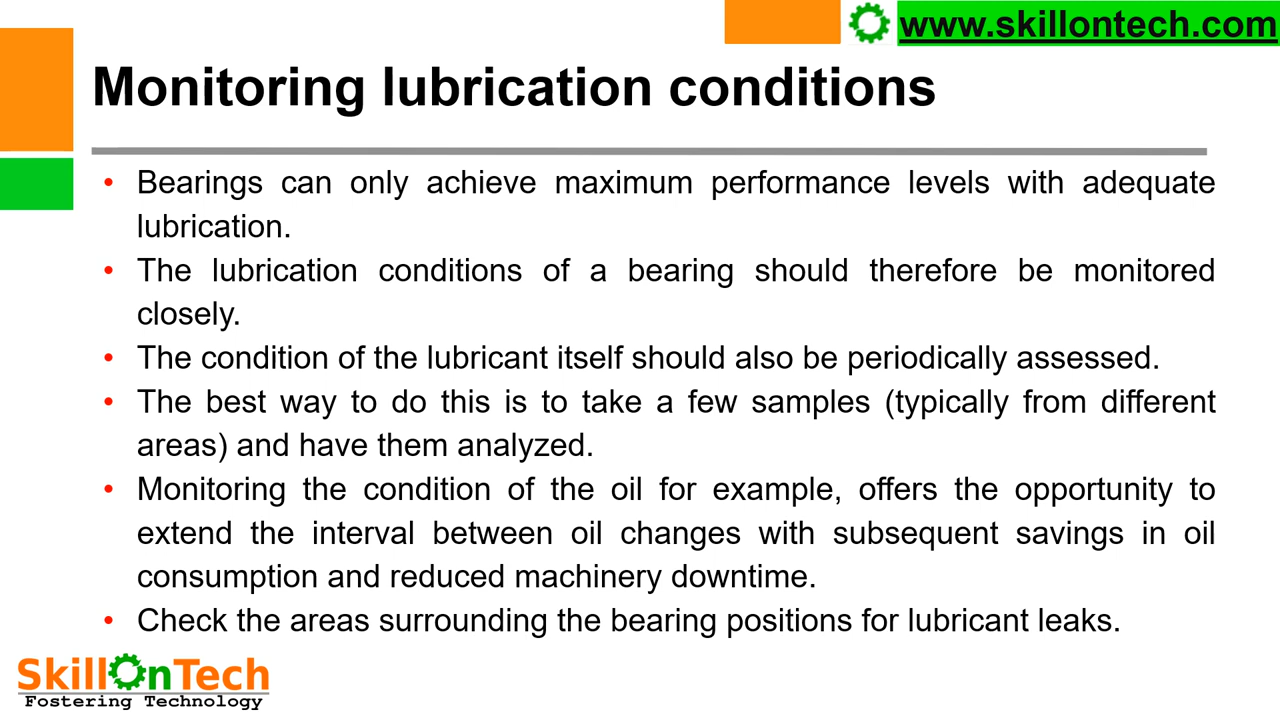 www.skillontech.com
Monitoring lubrication conditions
• Bearings can only achieve maximum performance levels with adequate
lubrication.
• The lubrication conditions of a bearing should therefore be monitored
closely.
• The condition of the lubricant itself should also be periodically assessed.
• The best way to do this is to take a few samples (typically from different
areas) and have them analyzed.
• Monitoring the condition of the oil for example, offers the opportunity to
extend the interval between oil changes with subsequent savings in oil
consumption and reduced machinery downtime.
• Check the areas surrounding the bearing positions for lubricant leaks.
SkillOnTech
Fostering Technology